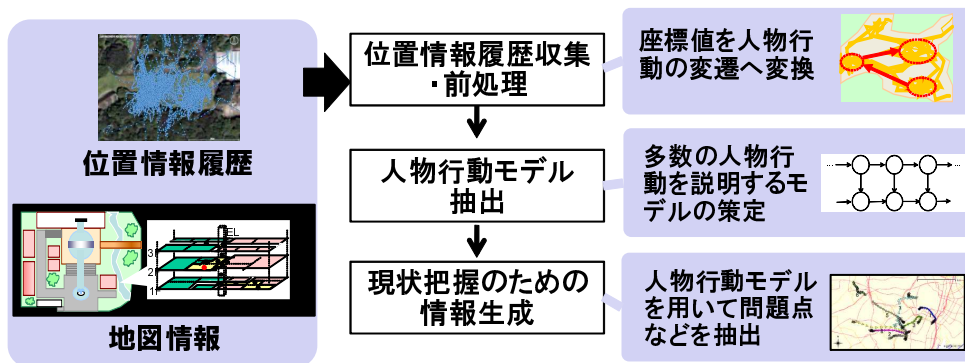 位置情報履歴
EL
3F
2F
1F
地図情報
位置情報履歴収集
・前処理
人物行動モデル
抽出
現状把握のための
情報生成
座標値を人物行
動の変遷へ変換
多数の人物行
動を説明するモ
デルの策定
人物行動モデル
を用いて問題点
などを抽出